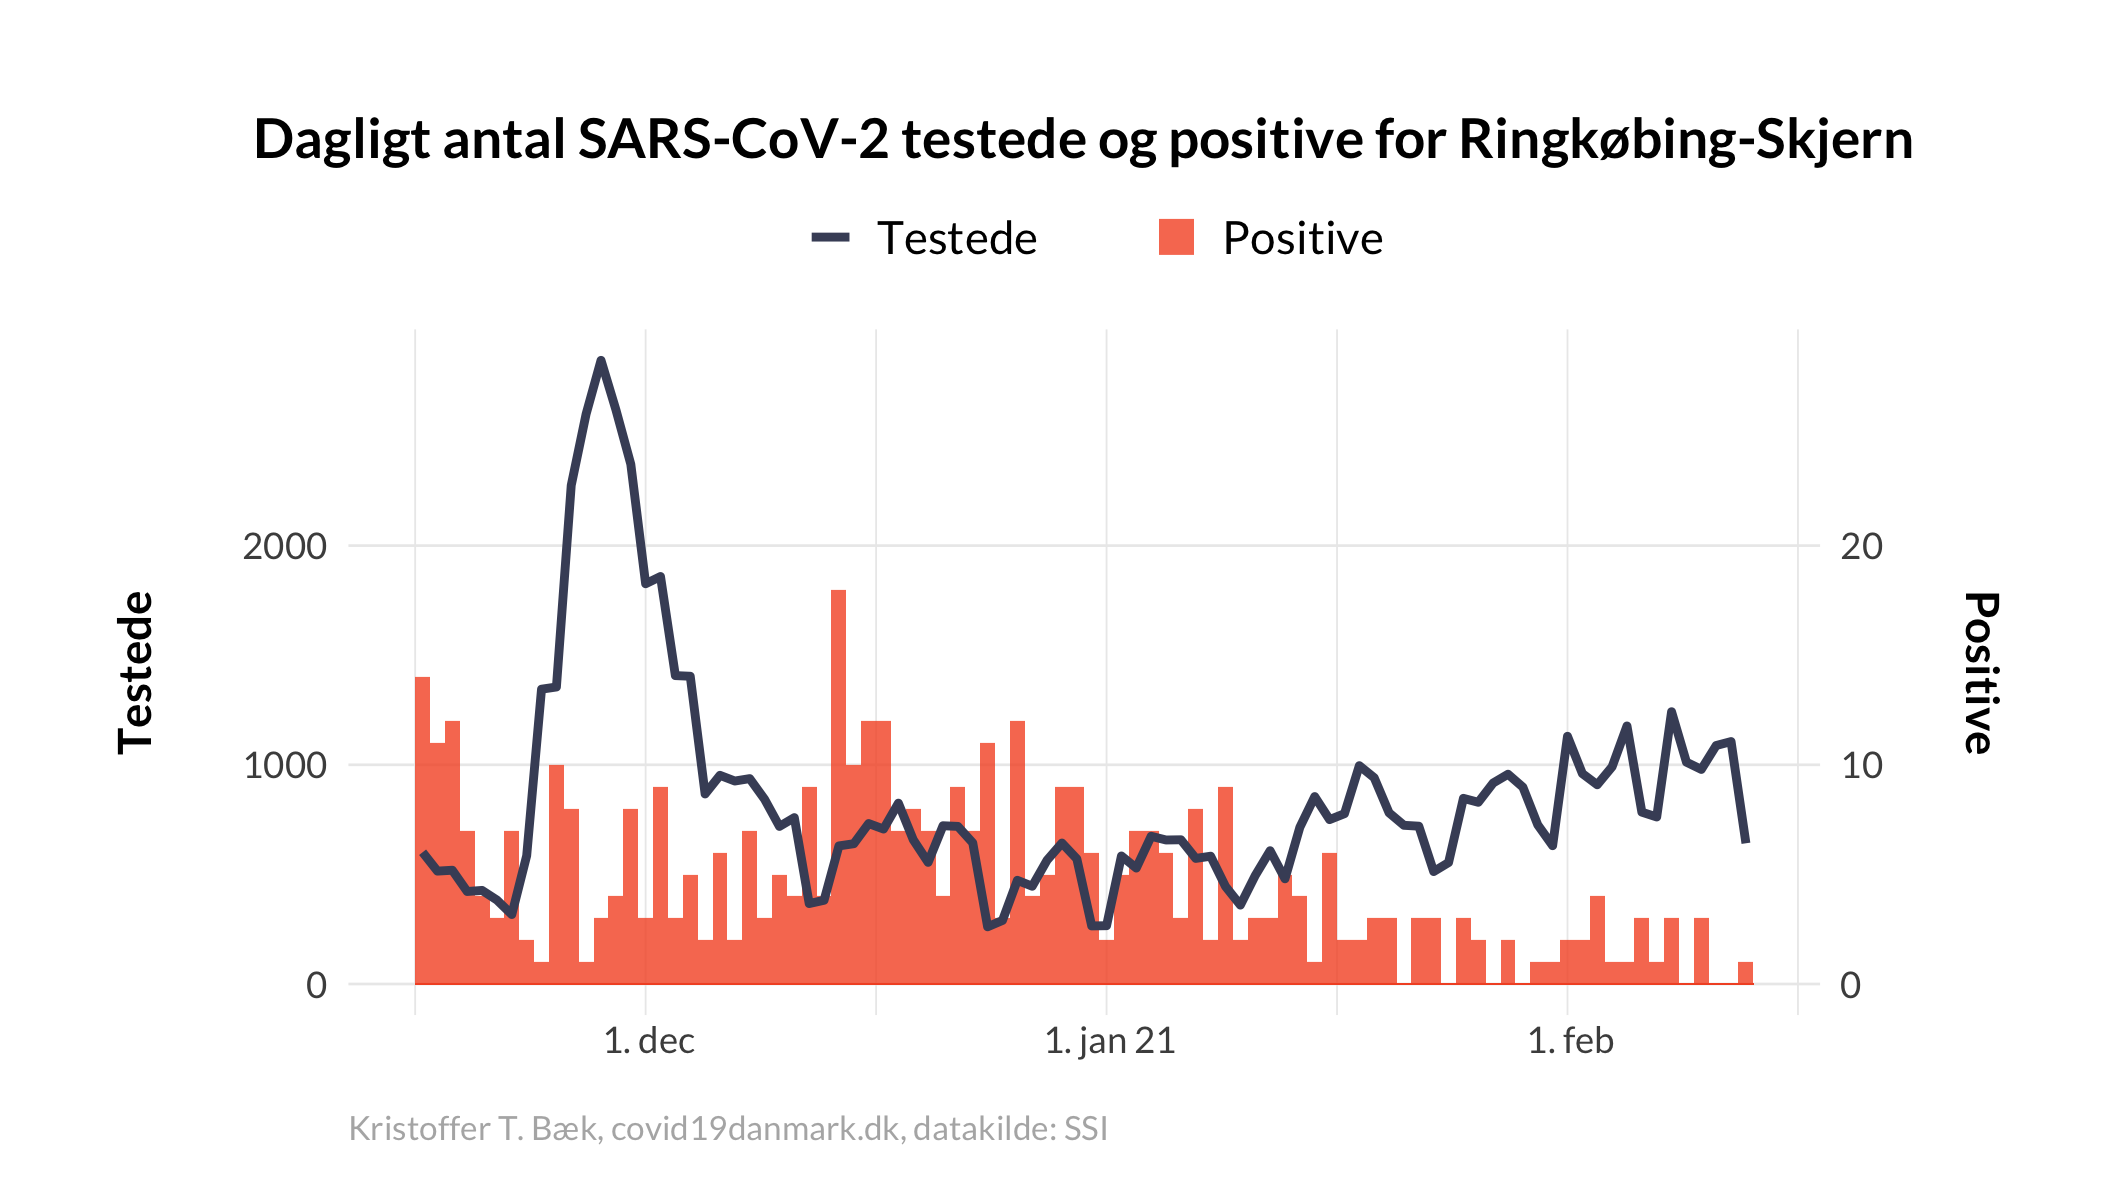 Dagligt antal SARS-CoV-2 testede og positive for Ringkøbing-Skjern
Testede
Positive
2000
1000
0
Testede
20
10
0
Positive
1. dec
1. jan 21
1. feb
Kristoffer T. Bæk, covid19danmark.dk, datakilde: SSI